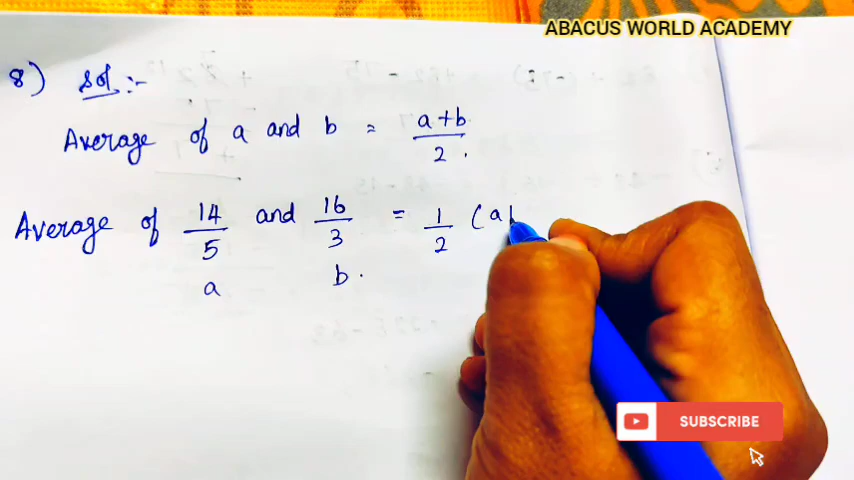 ABACUS WORLD ACADEMY
8) Sol :-
Average of a and b = a+b/2.
Average of 14/5 and 16/3 = 1/2 (a
a b.
SUBSCRIBE